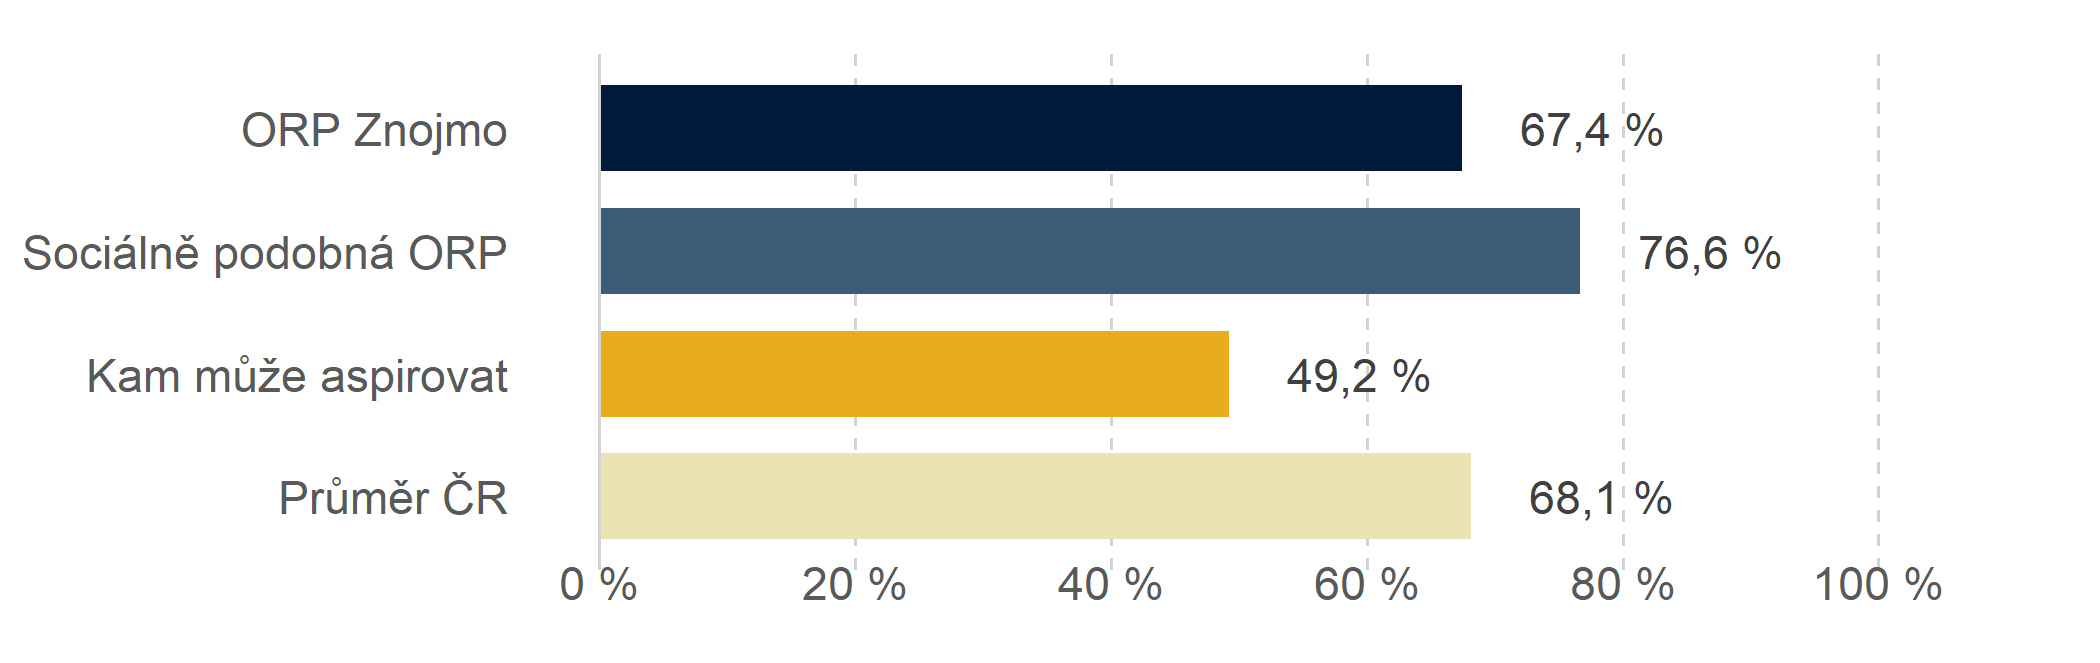 ORP Znojmo 67,4 %
Sociálně podobná ORP 76,6 %
Kam může aspirovat 49,2 %
Průměr ČR 68,1 %
0 % 20 % 40 % 60 % 80 % 100 %